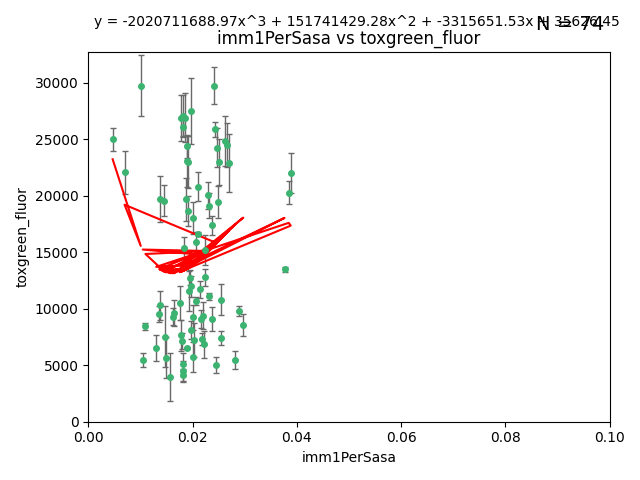 y = -2020711688.97x^3 + 151741429.28x^2 + -3315651.53x + 35626.45
N = 74
imm1PerSasa vs toxgreen_fluor
30000
25000
20000
15000
10000
5000
0
toxgreen_fluor
0.00 0.02 0.04 0.06 0.08 0.10
imm1PerSasa